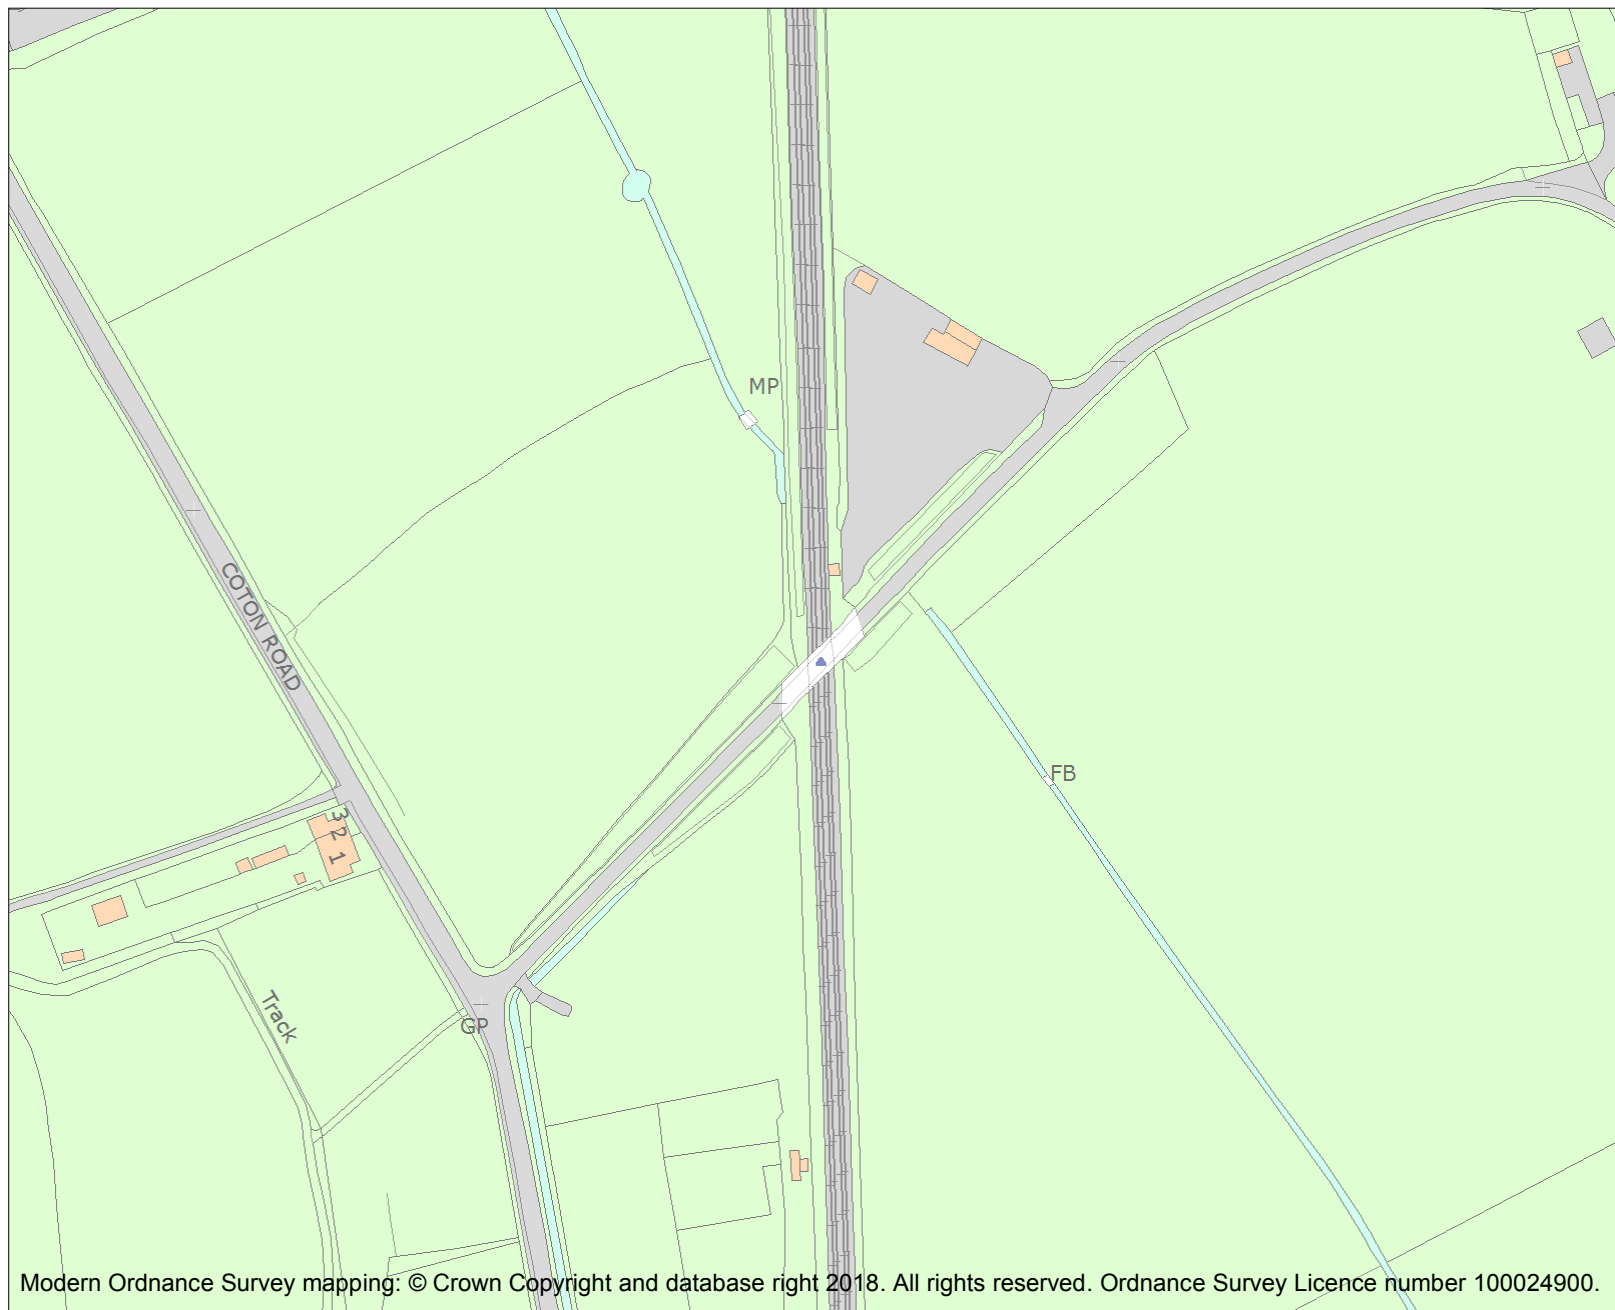 MP
COTON ROAD
FB
3
2
1
Track
GP
Modern Ordnance Survey mapping: © Crown Copyright and database right 2018. All rights reserved. Ordnance Survey Licence number 100024900.